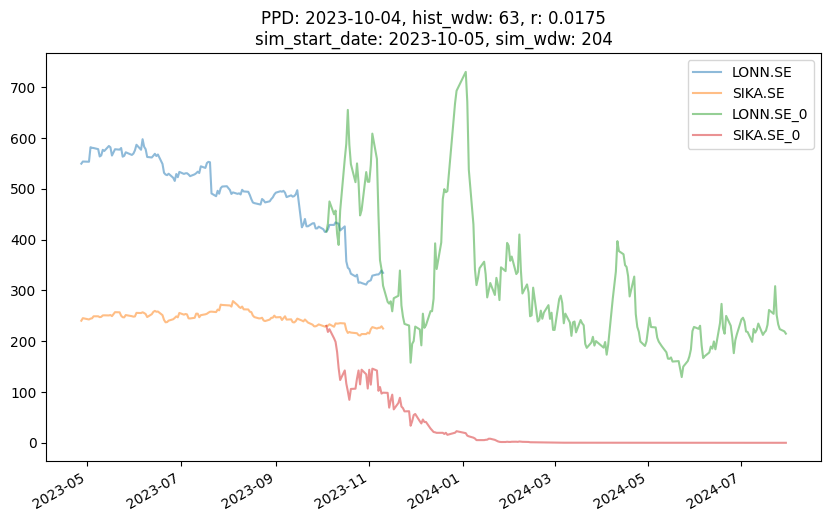 PPD: 2023-10-04, hist_wdw: 63, r: 0.0175
sim_start_date: 2023-10-05, sim_wdw: 204
LONN.SE
SIKA.SE
LONN.SE_0
SIKA.SE_0
700
600
500
400
300
200
100
0
2023-05
2023-07
2023-09
2023-11
2024-01
2024-03
2024-05
2024-07